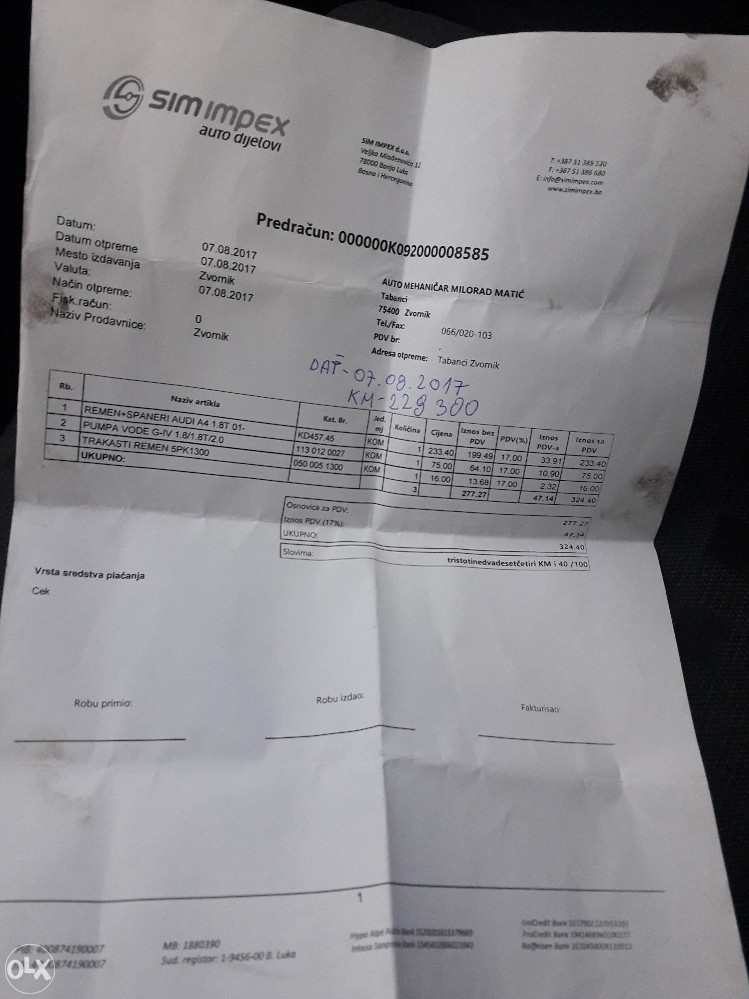 SIM IMPEX
auto dijelovi
SIM IMPEX d.o.o.
Veljka Mlađenovića
78000 Banja Luka
Bosna i Hercegovina
T: +387 51 389 520
F: +387 51 388 680
E: info@simimpex.com
www.simimpex.ba
Predračun: 000000K092000008585
Datum: 07.08.2017
Datum otpreme 07.08.2017
Mesto izdavanja Zvornik
Valuta: 07.08.2017
Način otpreme:
Fisk.račun: 0
Naziv Prodavnice: Zvornik
AUTO MEHANIČAR MILORAD MATIĆ
Tabanci
75400 Zvornik
Tel./Fax: 066/020-103
PDV br:
Adresa otpreme: Tabanci Zvornik
DAT- 07.08.2017
KM-229 300
Rb. Naziv artikla Kat. Br. Jed. mj Količina Cijena Iznos bez PDV PDV(%) Iznos PDV-a Iznos sa PDV
1 REMEN+SPANERI AUDI A4 1.8T 01- KD457.45 KOM 1 233.40 199.49 17.00 33.91 233.40
2 PUMPA VODE G-IV 1.8/1.8T/2.0 113 012 0027 KOM 1 75.00 64.10 17.00 10.90 75.00
3 TRAKASTI REMEN 5PK1300 050 005 1300 KOM 1 16.00 13.68 17.00 2.32 16.00
UKUPNO: 3 277.27 47.14 324.40
Osnovica za PDV: 277.27
Iznos PDV (17%): 47.14
UKUPNO: 324.40
Slovima: tristotinedvadesetčetiri KM i 40 /100
Vrsta sredstva plaćanja
Cek
Robu primio:
Robu izdao:
Fakturisao:
1
MB: 1880390
Sud. registar: 1-9456-00 B. Luka
UniCredit Bank
ProCredit Bank
Raiffeisen Bank
OLX